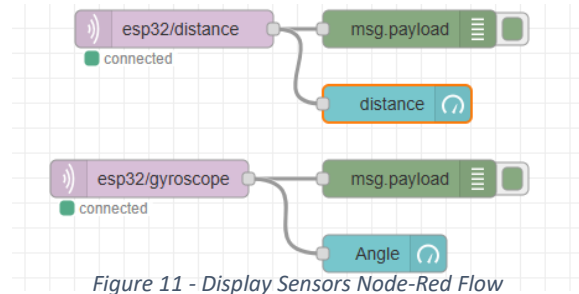 esp32/distance
msg.payload
connected
distance
esp32/gyroscope
msg.payload
connected
Angle
Figure 11 - Display Sensors Node-Red Flow